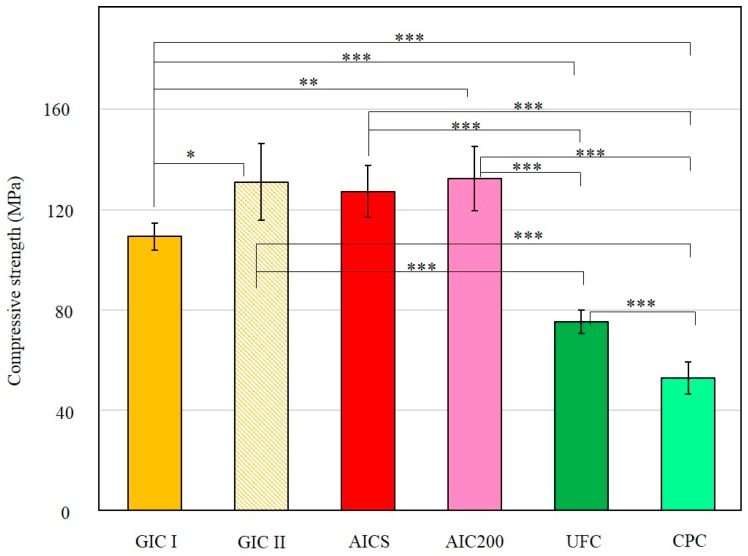 Compressive strength (MPa)
160
120
80
40
0
***
***
**
***
***
*
***
***
***
***
***
GIC I
GIC II
AICS
AIC200
UFC
CPC